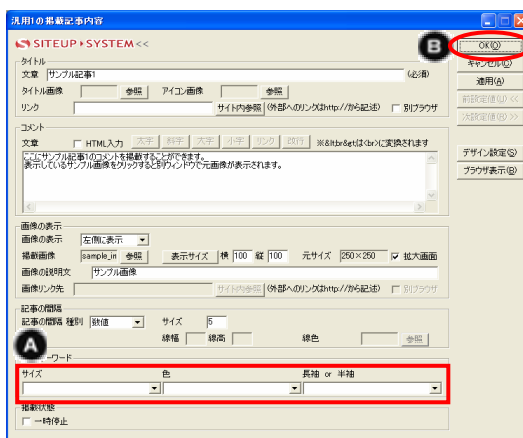 汎用1の掲載記事内容
SITEUP▸SYSTEM<<
タイトル
文章 サンプル記事1 (必須)
タイトル画像 参照 アイコン画像 参照
リンク サイト内参照 (外部へのリンクはhttp://から記述) 別ブラウザ
コメント
文章 HTML入力 太字 斜字 大字 小字 リンク 改行 ※&ltbr&gtは<br>に変換されます
ここにサンプル記事1のコメントを掲載することができます。
表示しているサンプル画像をクリックすると別ウィンドウで元画像が表示されます。
画像の表示
画像の表示 左側に表示
掲載画像 sample_in 参照 表示サイズ 横 100 縦 100 元サイズ 250×250 拡大画面
画像の説明文 サンプル画像
画像リンク先 サイト内参照 (外部へのリンクはhttp://から記述) 別ブラウザ
記事の間隔
記事の間隔 種別 数値 サイズ 5
線幅 線高 線色 参照
A
ーワード
サイズ 色 長袖 or 半袖
掲載状態
一時停止
B
OK(O)
キャンセル(C)
適用(A)
前設定値(U) <<
次設定値(R) >>
デザイン設定(S)
ブラウザ表示(B)